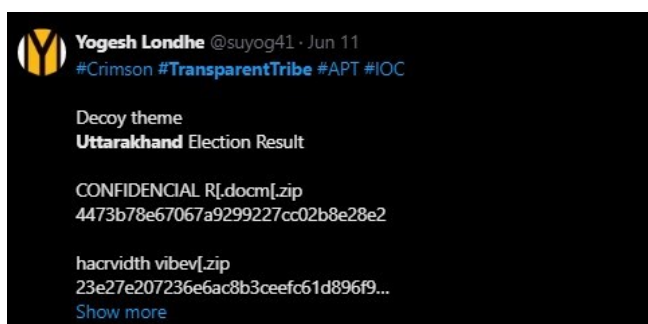 Yogesh Londhe @suyog41 · Jun 11
#Crimson #TransparentTribe #APT #IOC
Decoy theme
Uttarakhand Election Result
CONFIDENCIAL R[.docm[.zip
4473b78e67067a9299227cc02b8e28e2
hacrvidth vibev[.zip
23e27e207236e6ac8b3ceefc61d896f9...
Show more